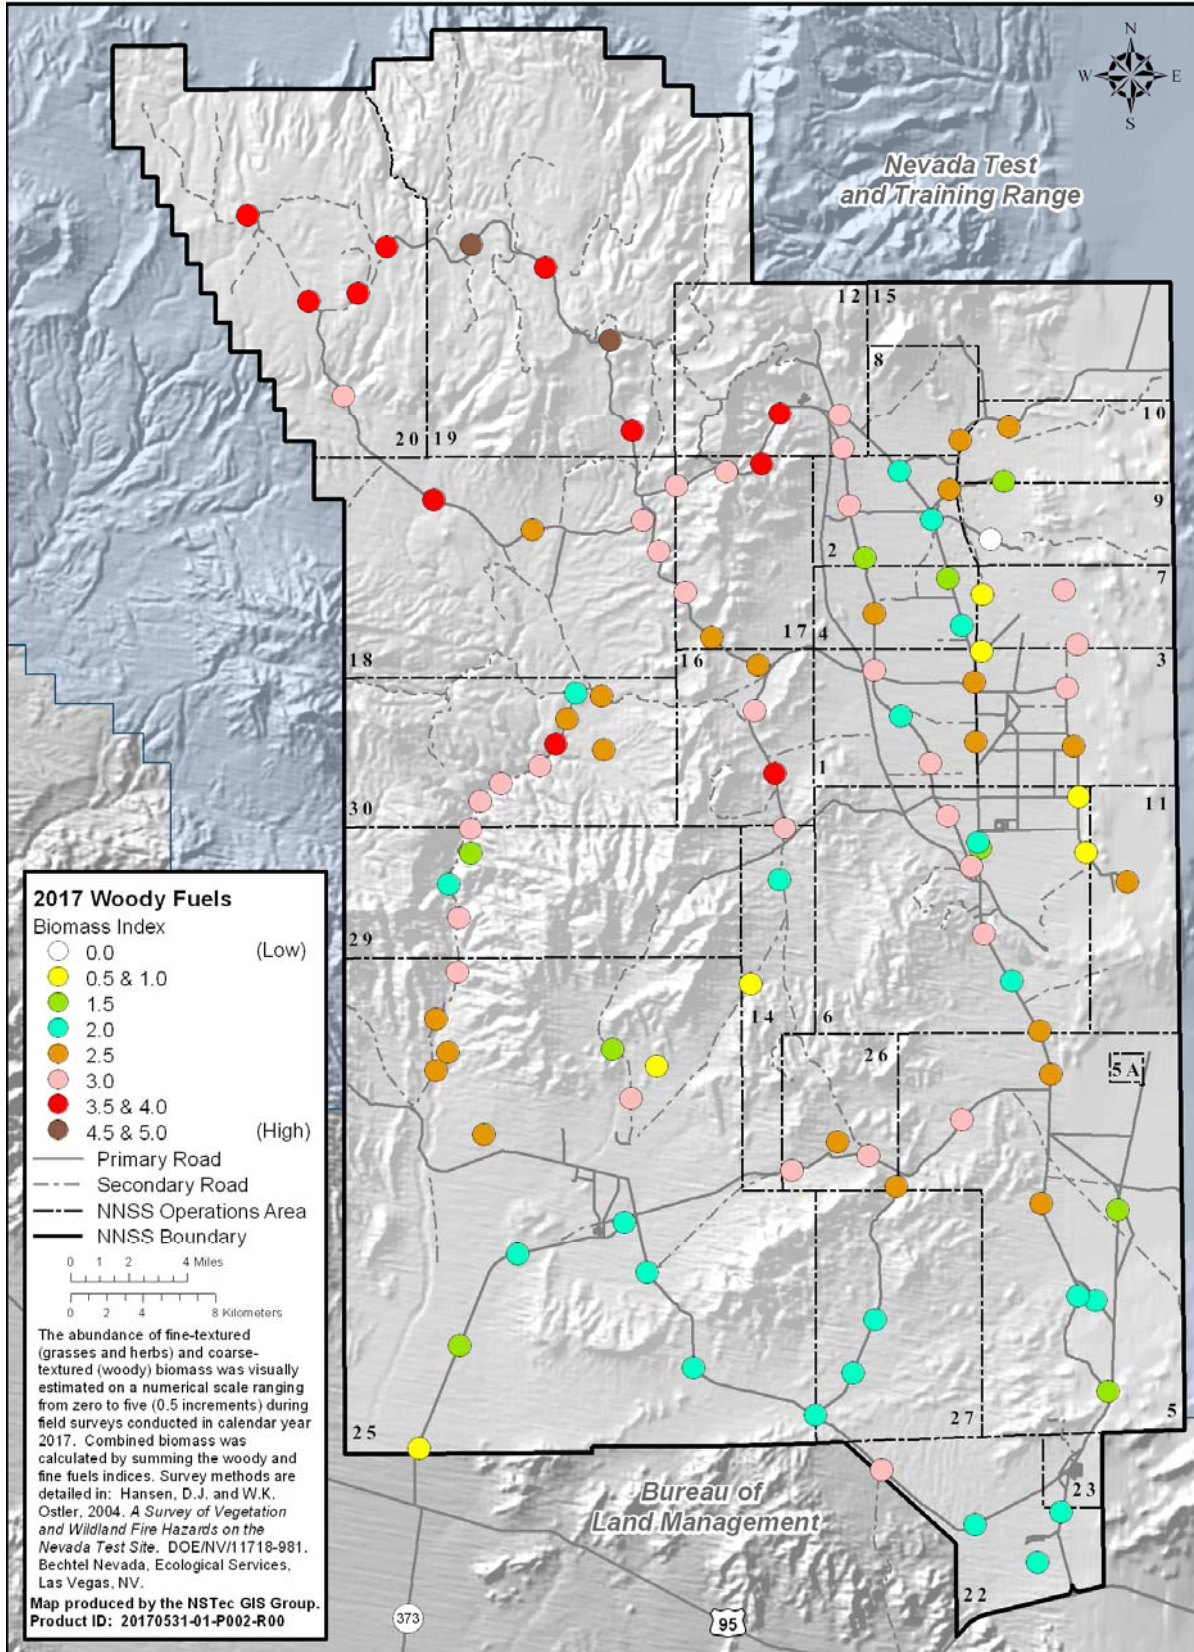 N
W E
S
Nevada Test
and Training Range
12 15
8
10
20 19
9
2
7
18
16
17 4
3
1
30
11
29
14
6
26
5A
25
27
5
23
22
Bureau of
Land Management
373
95
2017 Woody Fuels
Biomass Index
0.0 (Low)
0.5 & 1.0
1.5
2.0
2.5
3.0
3.5 & 4.0
4.5 & 5.0 (High)
Primary Road
Secondary Road
NNSS Operations Area
NNSS Boundary
0 1 2 4 Miles
0 2 4 8 Kilometers
The abundance of fine-textured
(grasses and herbs) and coarse-
textured (woody) biomass was visually
estimated on a numerical scale ranging
from zero to five (0.5 increments) during
field surveys conducted in calendar year
2017. Combined biomass was
calculated by summing the woody and
fine fuels indices. Survey methods are
detailed in: Hansen, D.J. and W.K.
Ostler, 2004. A Survey of Vegetation
and Wildland Fire Hazards on the
Nevada Test Site. DOE/NV/11718-981.
Bechtel Nevada, Ecological Services,
Las Vegas, NV.
Map produced by the NSTec GIS Group.
Product ID: 20170531-01-P002-R00